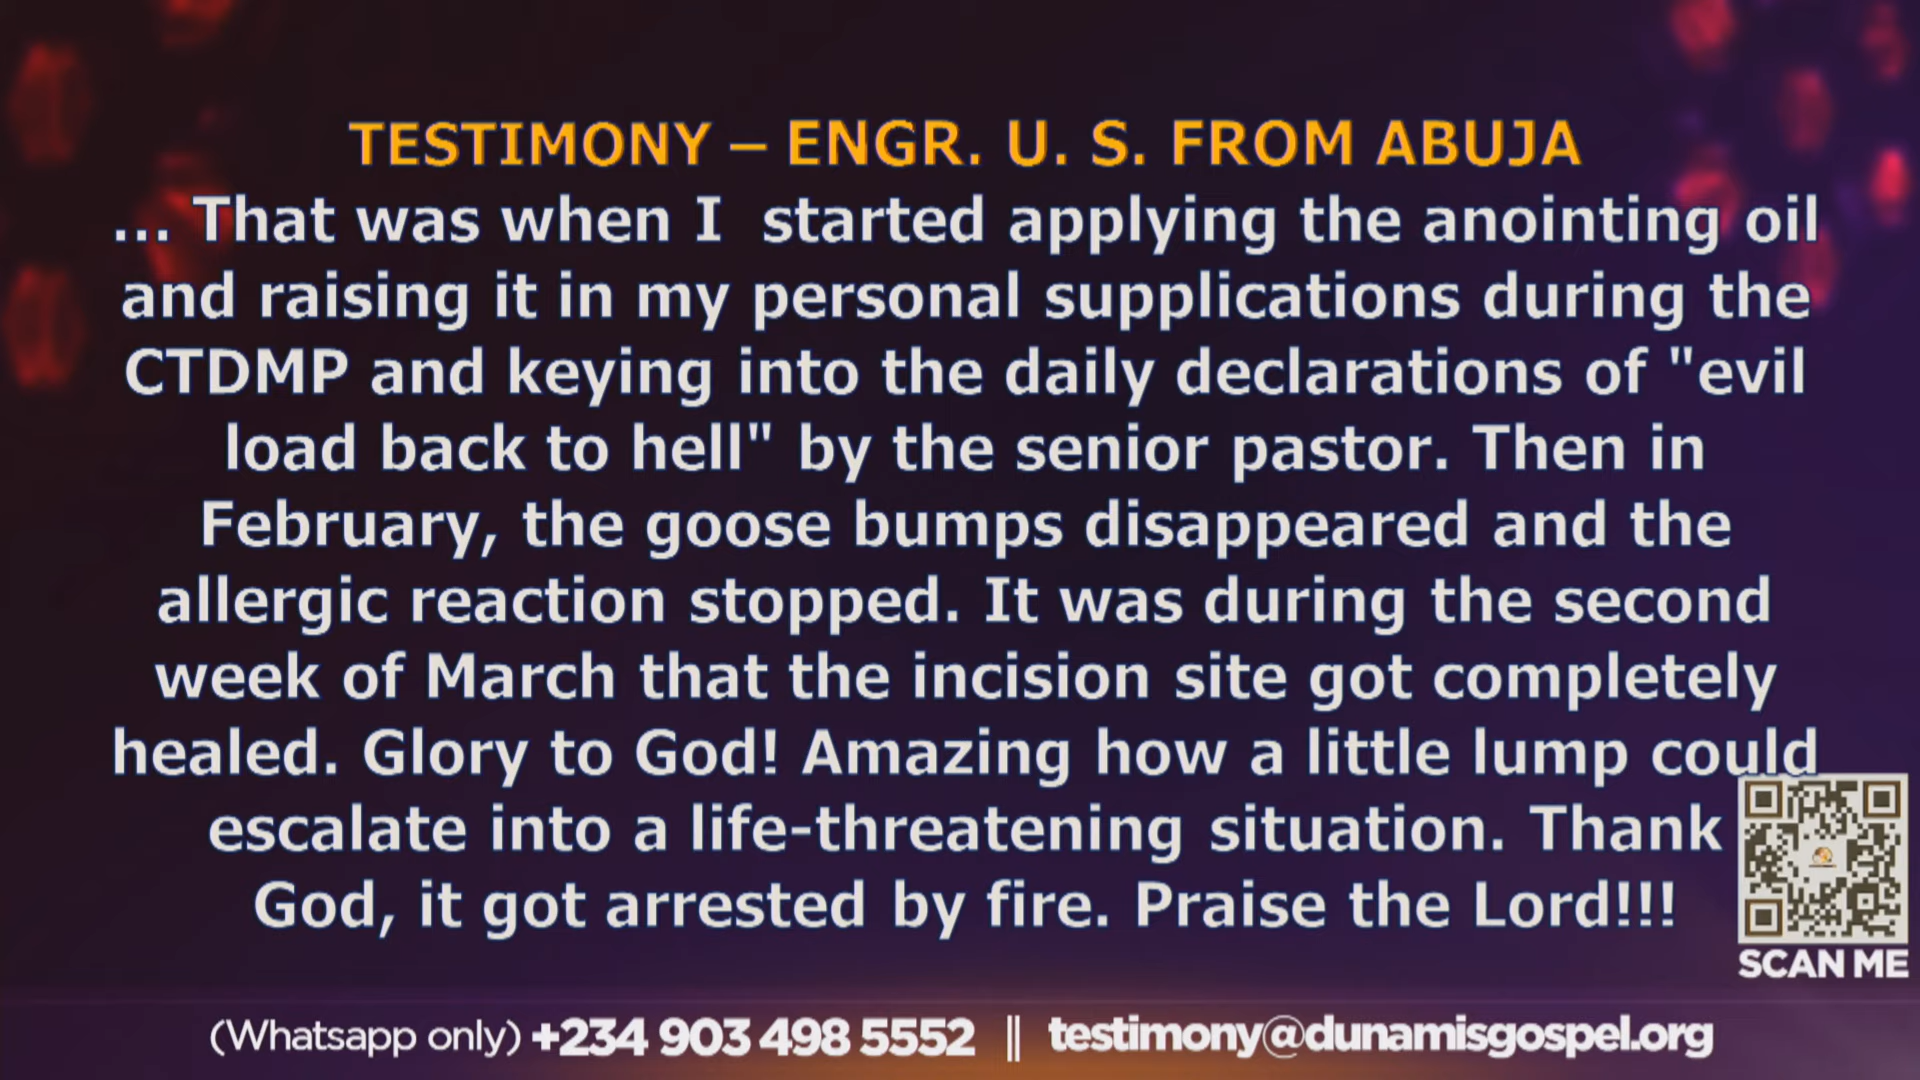 TESTIMONY – ENGR. U. S. FROM ABUJA
... That was when I  started applying the anointing oil
and raising it in my personal supplications during the
CTDMP and keying into the daily declarations of "evil
load back to hell" by the senior pastor. Then in
February, the goose bumps disappeared and the
allergic reaction stopped. It was during the second
week of March that the incision site got completely
healed. Glory to God! Amazing how a little lump could
escalate into a life-threatening situation. Thank
God, it got arrested by fire. Praise the Lord!!!
SCAN ME
(Whatsapp only) +234 903 498 5552 || testimony@dunamisgospel.org